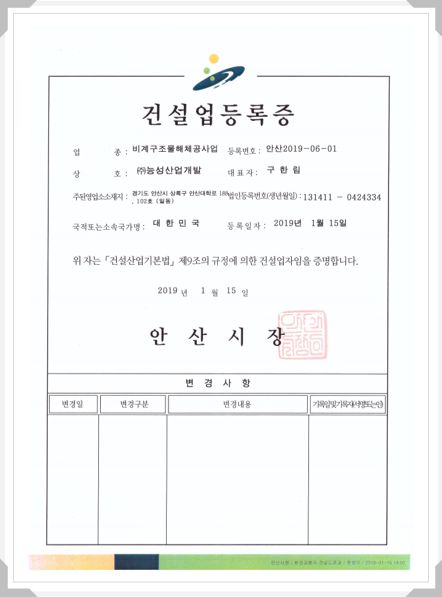 건설업등록증
업 종 : 비계구조물해체공사업 등록번호 : 안산2019-06-01
상 호 : ㈜능성산업개발 대표자 : 구 한 림
주된영업소소재지 : 경기도 안산시 상록구 안산대학로 188, 102호 (일동) 법인등록번호(생년월일) : 131411 - 0424334
국적또는소속국가명 : 대 한 민 국 등록일자 : 2019년 1월 15일
위 자는「건설산업기본법」제9조의 규정에 의한 건설업자임을 증명합니다.
2019 년 1 월 15 일
안 산 시 장
변 경 사 항
변경일 변경구분 변경내용 기록일및기록자(서명또는인)